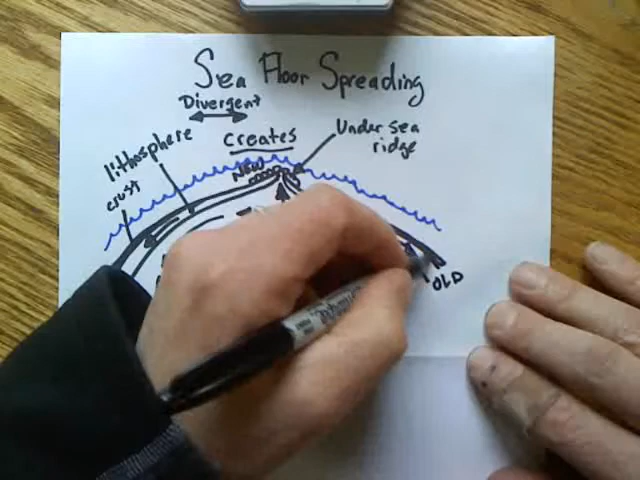 Sea Floor Spreading
Divergent
creates
Under sea
ridge
lithosphere
crust
New
OLD